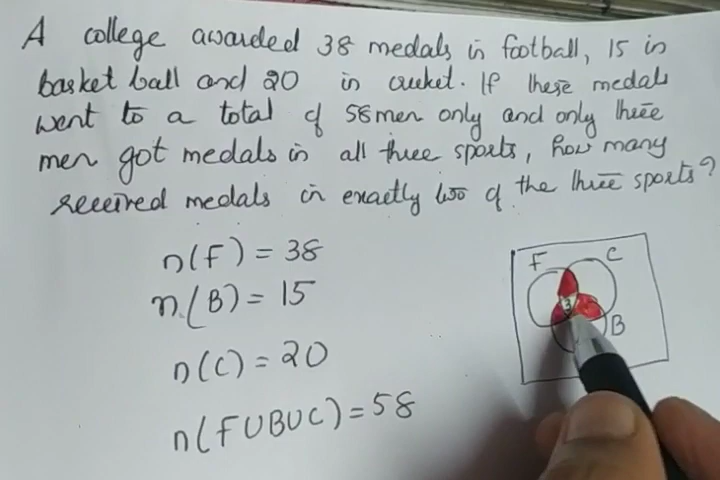 A college awarded 38 medals in football, 15 in
basket ball and 20 in cricket. If these medals
went to a total of 58 men only and only three
men got medals in all three sports, how many
received medals in exactly two of the three sports?
n(F) = 38
n(B) = 15
n(C) = 20
n(FUBUC) = 58
F C
3
B